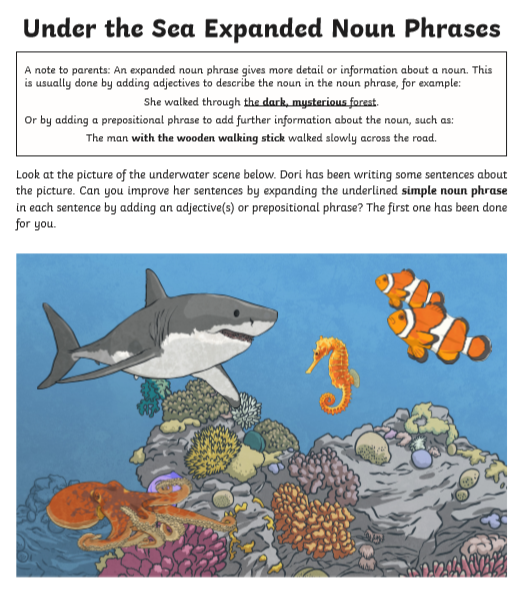 Under the Sea Expanded Noun Phrases
A note to parents: An expanded noun phrase gives more detail or information about a noun. This
is usually done by adding adjectives to describe the noun in the noun phrase, for example:
She walked through the dark, mysterious forest.
Or by adding a prepositional phrase to add further information about the noun, such as:
The man with the wooden walking stick walked slowly across the road.
Look at the picture of the underwater scene below. Dori has been writing some sentences about
the picture. Can you improve her sentences by expanding the underlined simple noun phrase
in each sentence by adding an adjective(s) or prepositional phrase? The first one has been done
for you.